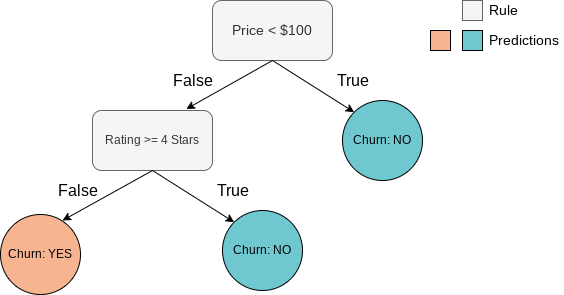 Rule
Price < $100
Predictions
False
True
Rating >= 4 Stars
Churn: NO
False
True
Churn: YES
Churn: NO